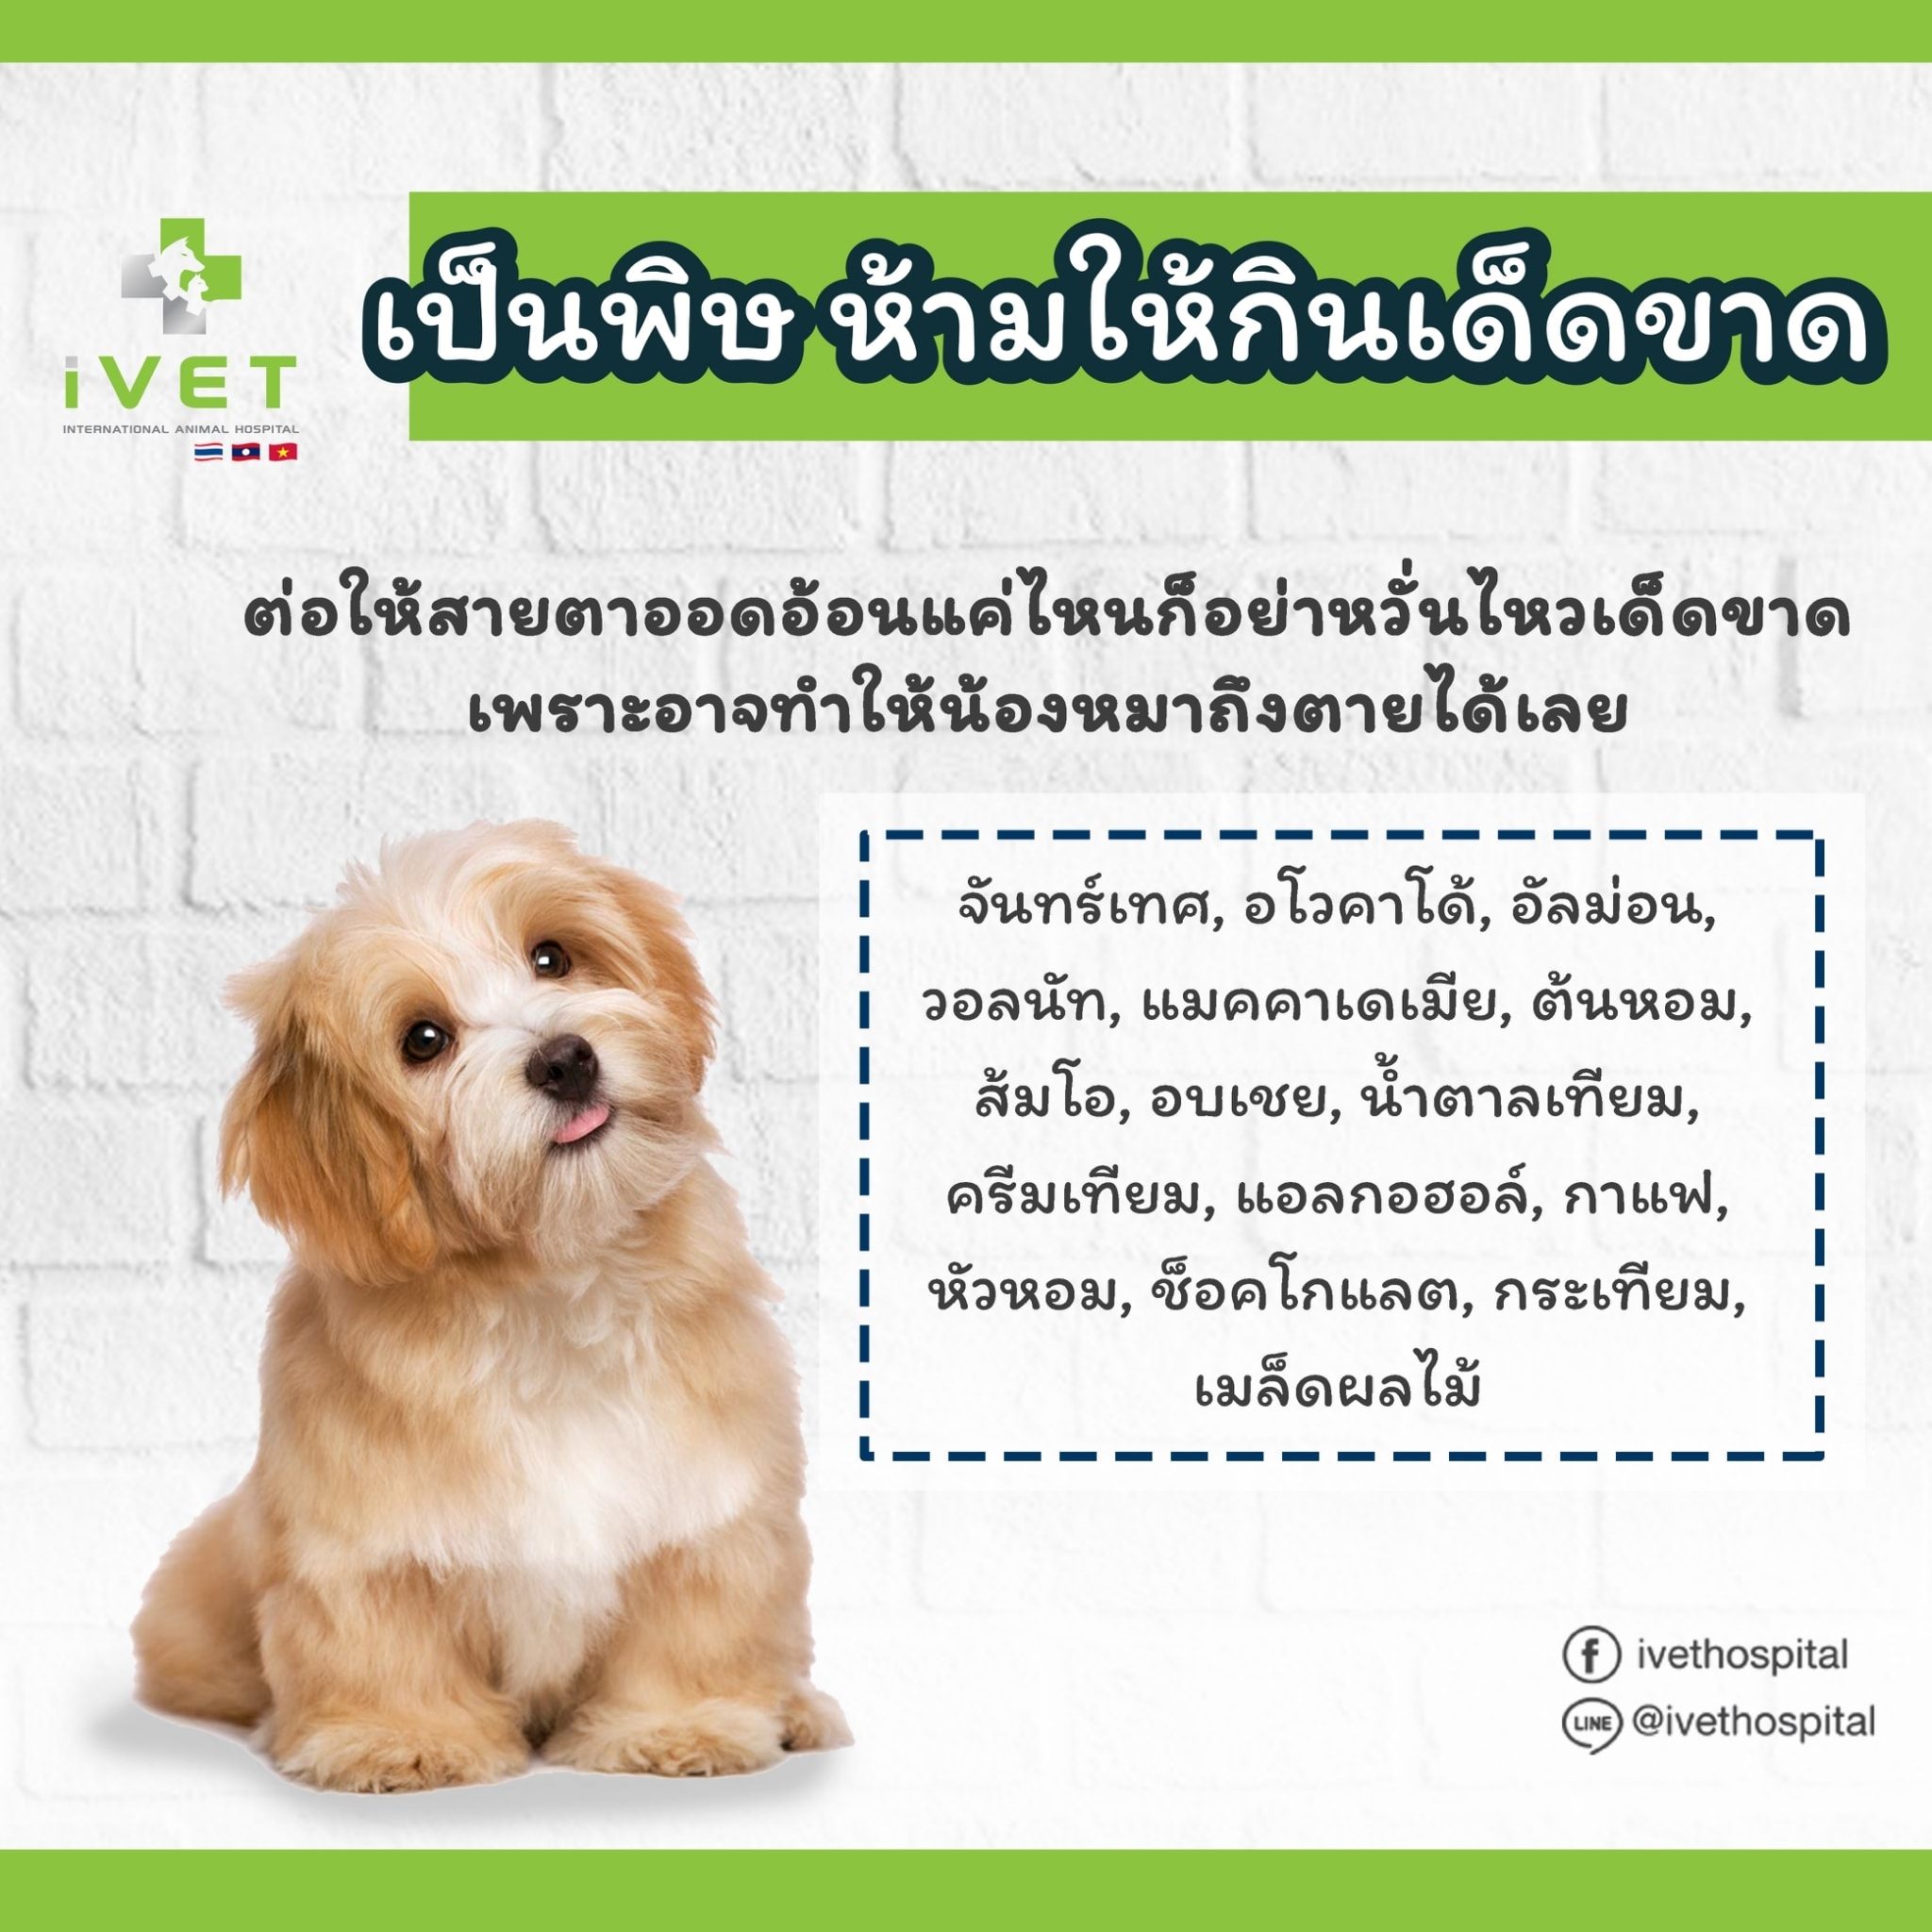 iVET
INTERNATIONAL ANIMAL HOSPITAL
เป็นพิษ ห้ามให้กินเด็ดขาด
ต่อให้สายตาออดอ้อนแค่ไหนก็อย่าหวั่นไหวเด็ดขาด
เพราะอาจทำให้น้องหมาถึงตายได้เลย
จันทร์เทศ, อโวคาโด้, อัลม่อน,
วอลนัท, แมคคาเดเมีย, ต้นหอม,
ส้มโอ, อบเชย, น้ำตาลเทียม,
ครีมเทียม, แอลกอฮอล์, กาแฟ,
หัวหอม, ช็อคโกแลต, กระเทียม,
เมล็ดผลไม้
f ivethospital
LINE @ivethospital